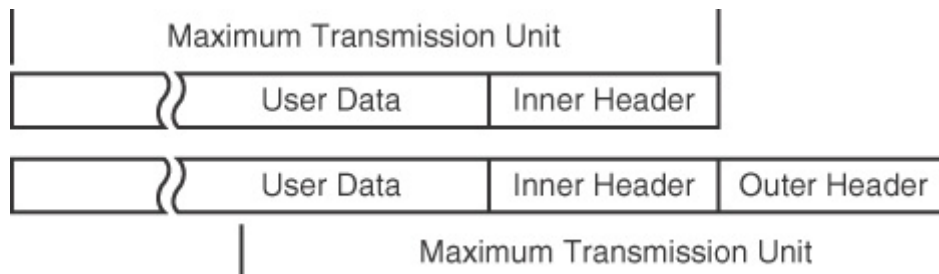 Maximum Transmission Unit
User Data Inner Header
User Data Inner Header Outer Header
Maximum Transmission Unit